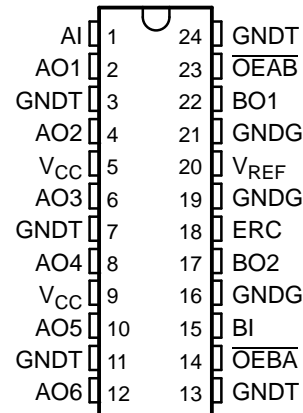 AI 1 24 GNDT
AO1 2 23 O̅E̅A̅B̅
GNDT 3 22 BO1
AO2 4 21 GNDG
VCC 5 20 VREF
AO3 6 19 GNDG
GNDT 7 18 ERC
AO4 8 17 BO2
VCC 9 16 GNDG
AO5 10 15 BI
GNDT 11 14 O̅E̅B̅A̅
AO6 12 13 GNDT